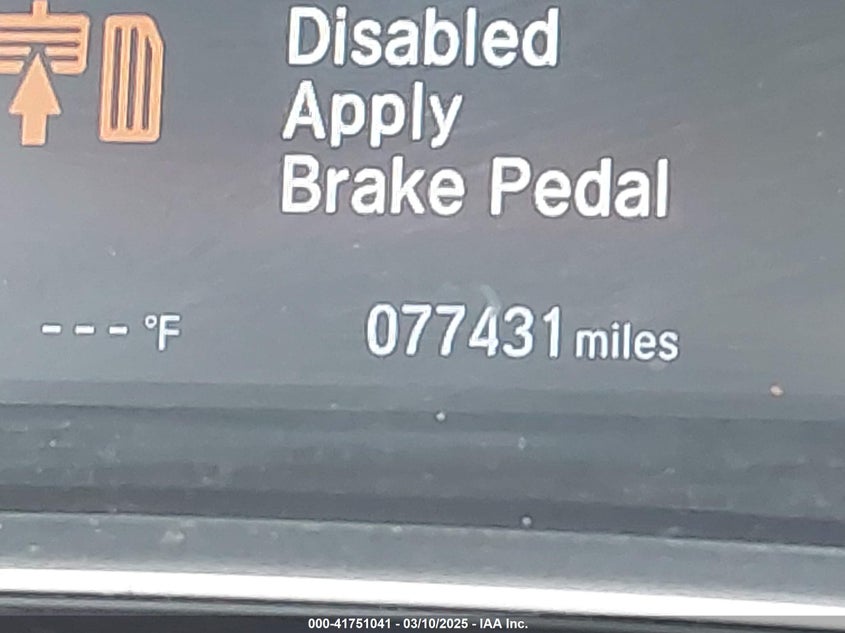 Disabled
Apply
Brake Pedal
--- °F 077431 miles
000-41751041 - 03/10/2025 - IAA Inc.